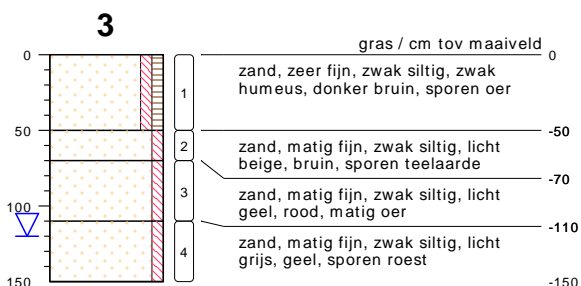 3
gras / cm tov maaiveld
0
0
zand, zeer fijn, zwak siltig, zwak
humeus, donker bruin, sporen oer
1
50
-50
2
zand, matig fijn, zwak siltig, licht
beige, bruin, sporen teelaarde
-70
3
zand, matig fijn, zwak siltig, licht
geel, rood, matig oer
100
-110
4
zand, matig fijn, zwak siltig, licht
grijs, geel, sporen roest
150
-150